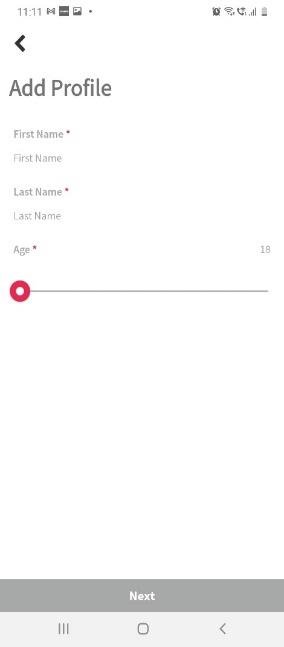 11:11
Add Profile
First Name *
First Name
Last Name *
Last Name
Age * 18
Next